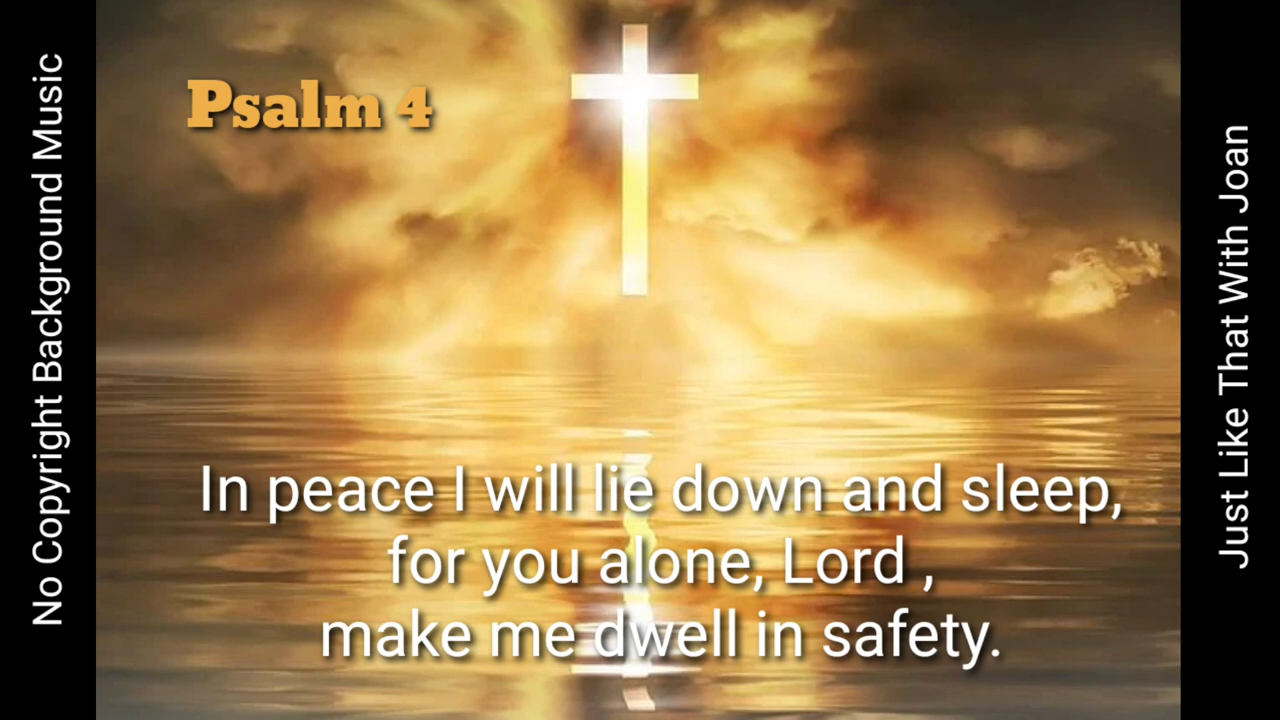 No Copyright Background Music
Psalm 4
In peace I will lie down and sleep,
for you alone, Lord ,
make me dwell in safety.
Just Like That With Joan